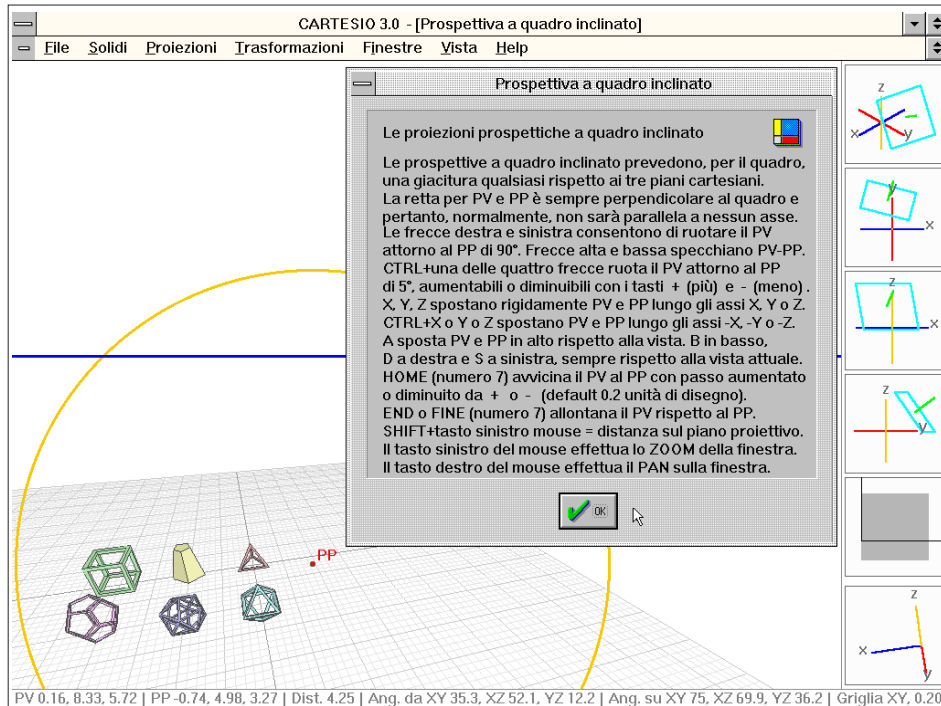 CARTESIO 3.0 - [Prospettiva a quadro inclinato]
File Solidi Proiezioni Trasformazioni Finestre Vista Help
Prospettiva a quadro inclinato
Le proiezioni prospettiche a quadro inclinato
Le prospettive a quadro inclinato prevedono, per il quadro,
una giacitura qualsiasi rispetto ai tre piani cartesiani.
La retta per PV e PP è sempre perpendicolare al quadro e
pertanto, normalmente, non sarà parallela a nessun asse.
Le frecce destra e sinistra consentono di ruotare il PV
attorno al PP di 90°. Frecce alta e bassa specchiano PV-PP.
CTRL+una delle quattro frecce ruota il PV attorno al PP
di 5°, aumentabili o diminuibili con i tasti + (più) e - (meno).
X, Y, Z spostano rigidamente PV e PP lungo gli assi X, Y o Z.
CTRL+X o Y o Z spostano PV e PP lungo gli assi -X, -Y o -Z.
A sposta PV e PP in alto rispetto alla vista. B in basso,
D a destra e S a sinistra, sempre rispetto alla vista attuale.
HOME (numero 7) avvicina il PV al PP con passo aumentato
o diminuito da + o - (default 0.2 unità di disegno).
END o FINE (numero 7) allontana il PV rispetto al PP.
SHIFT+tasto sinistro mouse = distanza sul piano proiettivo.
Il tasto sinistro del mouse effettua lo ZOOM della finestra.
Il tasto destro del mouse effettua il PAN sulla finestra.
OK
PP
z
x
y
y
x
z
x
z
y
z
x
y
PV 0.16, 8.33, 5.72 | PP -0.74, 4.98, 3.27 | Dist. 4.25 | Ang. da XY 35.3, XZ 52.1, YZ 12.2 | Ang. su XY 75, XZ 69.9, YZ 36.2 | Griglia XY, 0.20